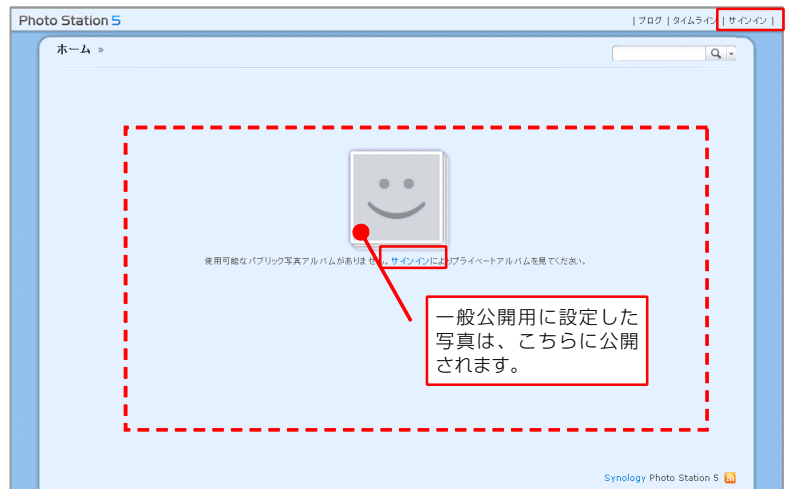 Photo Station 5
| ブログ | タイムライン | サインイン |
ホーム »
使用可能なパブリック写真アルバムがありません。サインインによりプライベートアルバムを見てください。
一般公開用に設定した
写真は、こちらに公開
されます。
Synology Photo Station 5